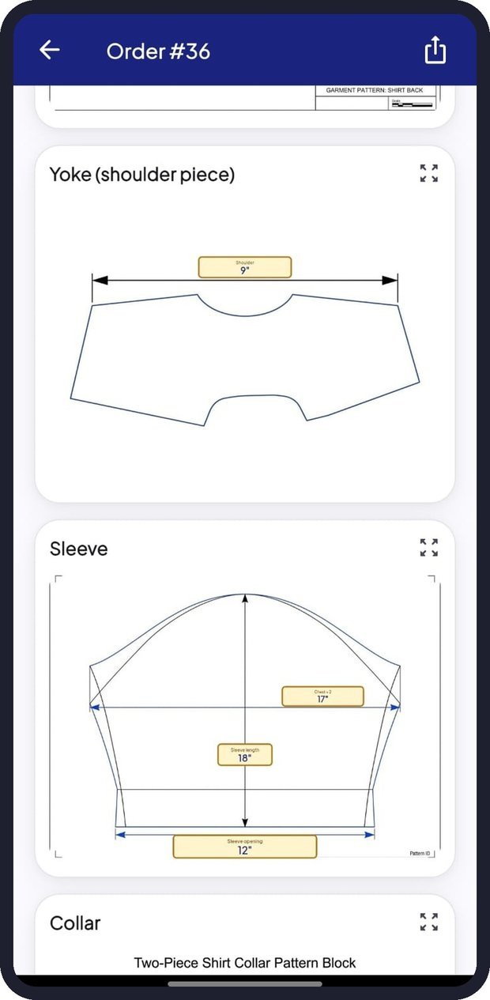 Order #36
GARMENT PATTERN: SHIRT BACK
Scale
Yoke (shoulder piece)
Shoulder
9"
Sleeve
Chest ÷ 2
17"
Sleeve length
18"
Sleeve opening
12"
Pattern ID
Collar
Two-Piece Shirt Collar Pattern Block